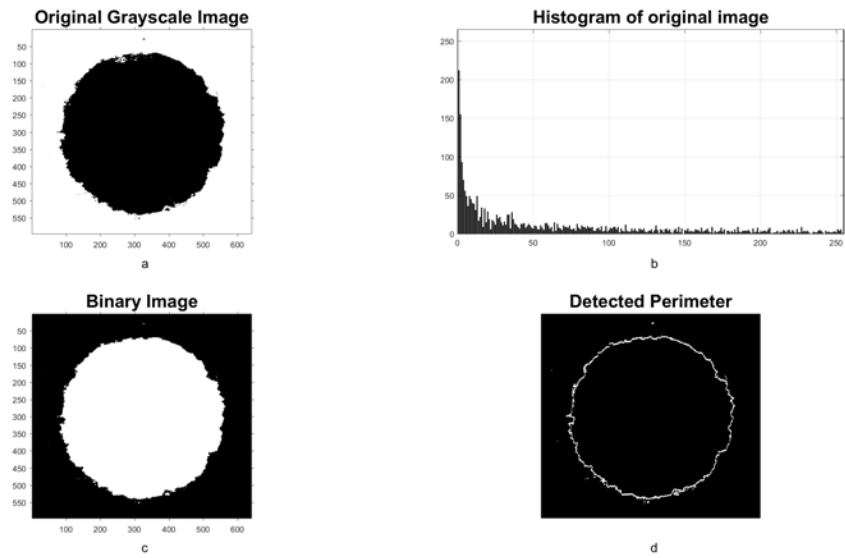 Original Grayscale Image
50
100
150
200
250
300
350
400
450
500
550
100 200 300 400 500 600
a
Histogram of original image
250
200
150
100
50
0
0 50 100 150 200 250
b
Binary Image
50
100
150
200
250
300
350
400
450
500
550
100 200 300 400 500 600
c
Detected Perimeter
d